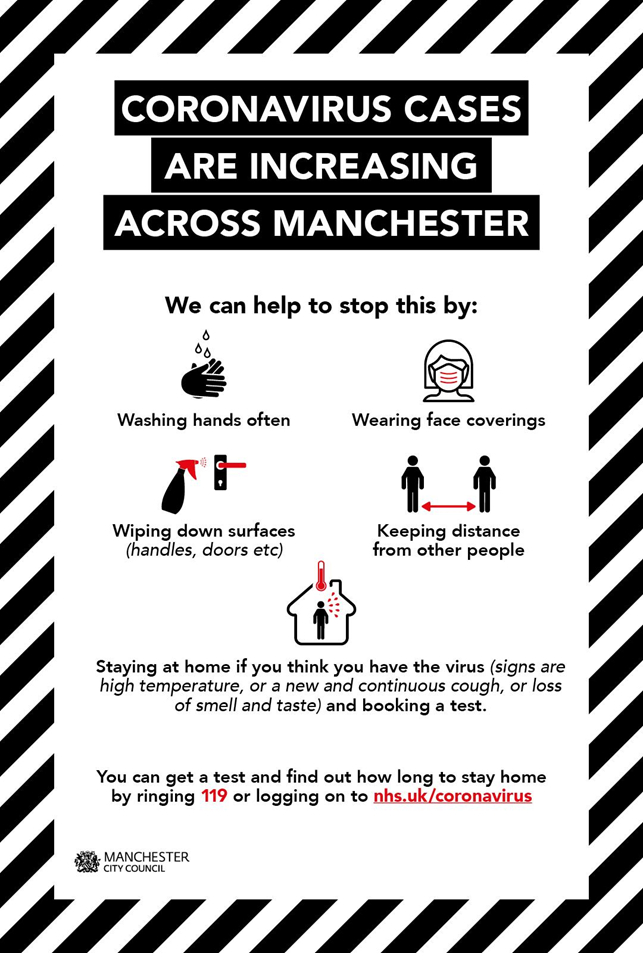 CORONAVIRUS CASES
ARE INCREASING
ACROSS MANCHESTER
We can help to stop this by:
Washing hands often
Wearing face coverings
Wiping down surfaces
(handles, doors etc)
Keeping distance
from other people
Staying at home if you think you have the virus (signs are
high temperature, or a new and continuous cough, or loss
of smell and taste) and booking a test.
You can get a test and find out how long to stay home
by ringing 119 or logging on to nhs.uk/coronavirus
MANCHESTER
CITY COUNCIL